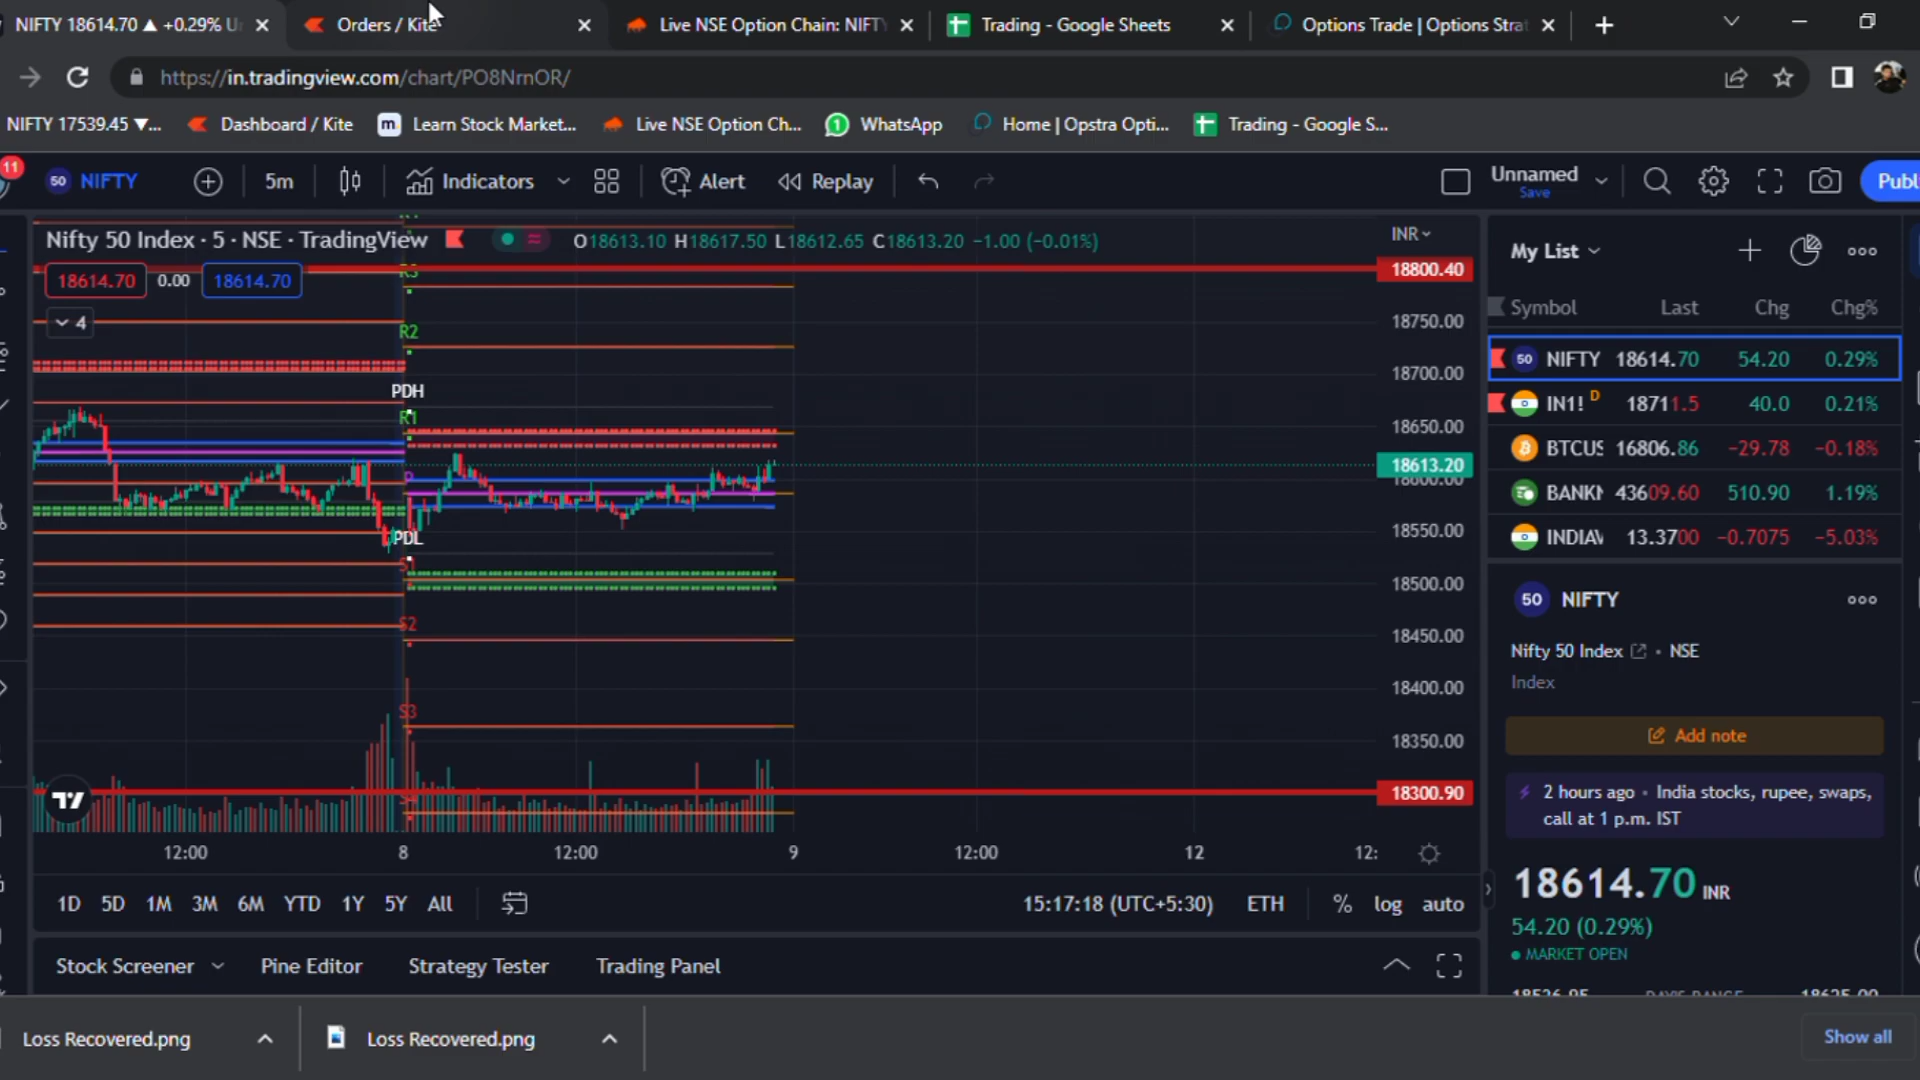 NIFTY 18614.70 ▲ +0.29% U
Orders / Kite
Live NSE Option Chain: NIFTY
Trading - Google Sheets
Options Trade | Options Strat
https://in.tradingview.com/chart/PO8NrnOR/
NIFTY 17539.45 ▼...
Dashboard / Kite
Learn Stock Market...
Live NSE Option Ch...
WhatsApp
Home | Opstra Opti...
Trading - Google S...
11
50 NIFTY
5m
Indicators
Alert
Replay
Unnamed
Save
Publ
Nifty 50 Index · 5 · NSE · TradingView
O18613.10 H18617.50 L18612.65 C18613.20 −1.00 (−0.01%)
INR
18614.70
0.00
18614.70
4
R3
R2
PDH
R1
P
PDL
S1
S2
S3
18800.40
18750.00
18700.00
18650.00
18613.20
18600.00
18550.00
18500.00
18450.00
18400.00
18350.00
18300.90
12:00
8
12:00
9
12:00
12
12:
1D 5D 1M 3M 6M YTD 1Y 5Y All
15:17:18 (UTC+5:30)
ETH
%
log
auto
Stock Screener
Pine Editor
Strategy Tester
Trading Panel
My List
Symbol Last Chg Chg%
50 NIFTY 18614.70 54.20 0.29%
IN1! D 18711.5 40.0 0.21%
BTCUS 16806.86 −29.78 −0.18%
BANKN 43609.60 510.90 1.19%
INDIAV 13.3700 −0.7075 −5.03%
50 NIFTY
Nifty 50 Index • NSE
Index
Add note
2 hours ago • India stocks, rupee, swaps,
call at 1 p.m. IST
18614.70 INR
54.20 (0.29%)
MARKET OPEN
18526.95 DAY'S RANGE 18625.00
Loss Recovered.png
Loss Recovered.png
Show all